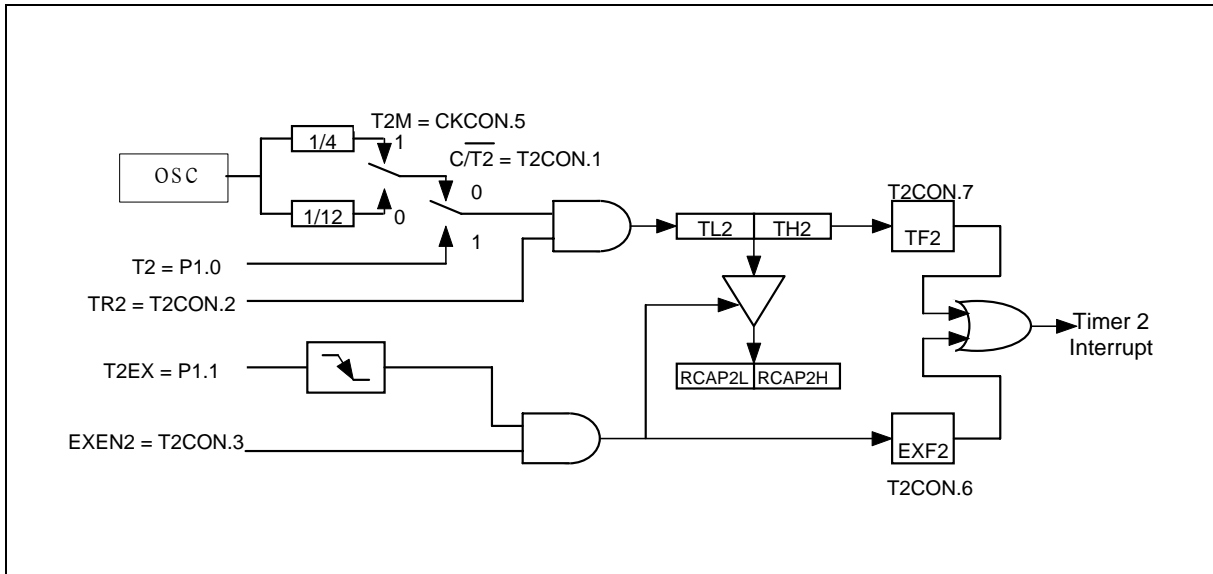 T2M = CKCON.5
1/4
1
C/T2 = T2CON.1
OSC
0
1/12
0
1
T2 = P1.0
TR2 = T2CON.2
TL2
TH2
T2CON.7
TF2
Timer 2
Interrupt
T2EX = P1.1
RCAP2L
RCAP2H
EXEN2 = T2CON.3
EXF2
T2CON.6